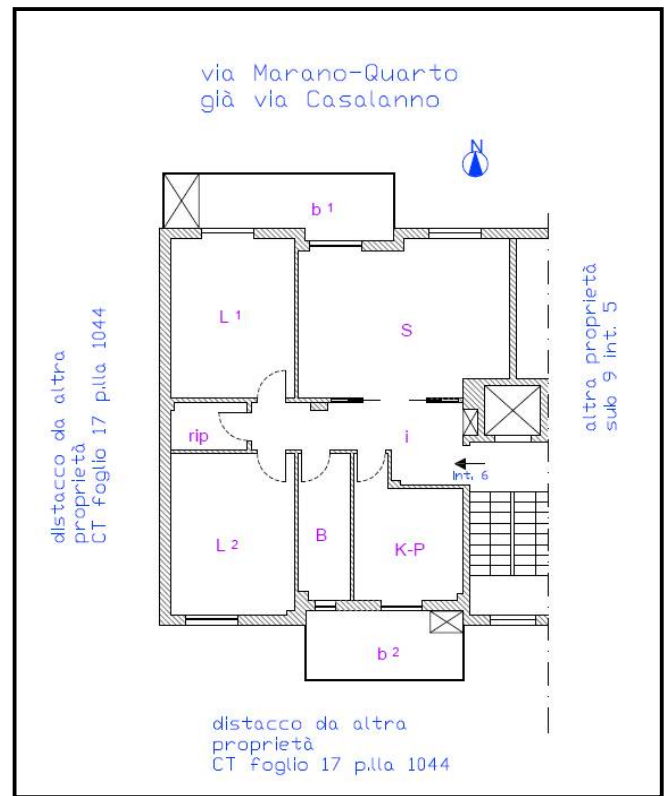 via Marano-Quarto
già via Casalanno
N
b 1
L 1
S
rip
i
Int. 6
L 2
B
K-P
b 2
distacco da altra
proprietà
CT foglio 17 p.lla 1044
altra proprietà
sub 9 int. 5
distacco da altra
proprietà
CT foglio 17 p.lla 1044